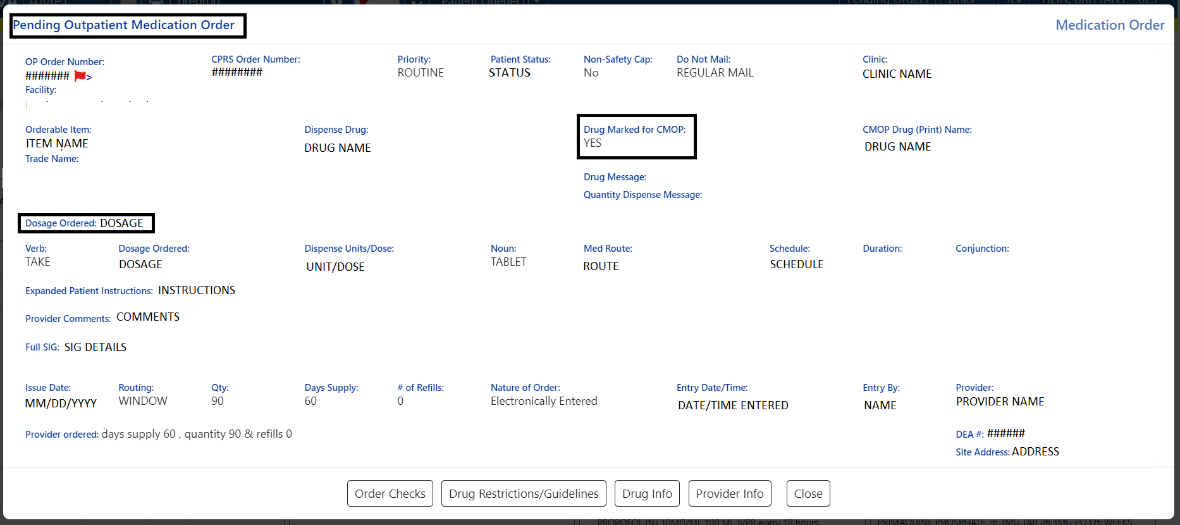 Pending Outpatient Medication Order
Medication Order
OP Order Number: CPRS Order Number: Priority: Patient Status: Non-Safety Cap: Do Not Mail: Clinic:
####### > ######## ROUTINE STATUS No REGULAR MAIL CLINIC NAME
Facility:
Orderable Item: Dispense Drug: Drug Marked for CMOP: CMOP Drug (Print) Name:
ITEM NAME DRUG NAME YES DRUG NAME
Trade Name:
Drug Message:
Quantity Dispense Message:
Dosage Ordered: DOSAGE
Verb: Dosage Ordered: Dispense Units/Dose: Noun: Med Route: Schedule: Duration: Conjunction:
TAKE DOSAGE UNIT/DOSE TABLET ROUTE SCHEDULE
Expanded Patient Instructions: INSTRUCTIONS
Provider Comments: COMMENTS
Full SIG: SIG DETAILS
Issue Date: Routing: Qty: Days Supply: # of Refills: Nature of Order: Entry Date/Time: Entry By: Provider:
MM/DD/YYYY WINDOW 90 60 0 Electronically Entered DATE/TIME ENTERED NAME PROVIDER NAME
Provider ordered: days supply 60 , quantity 90 & refills 0
DEA #: ######
Site Address: ADDRESS
Order Checks Drug Restrictions/Guidelines Drug Info Provider Info Close